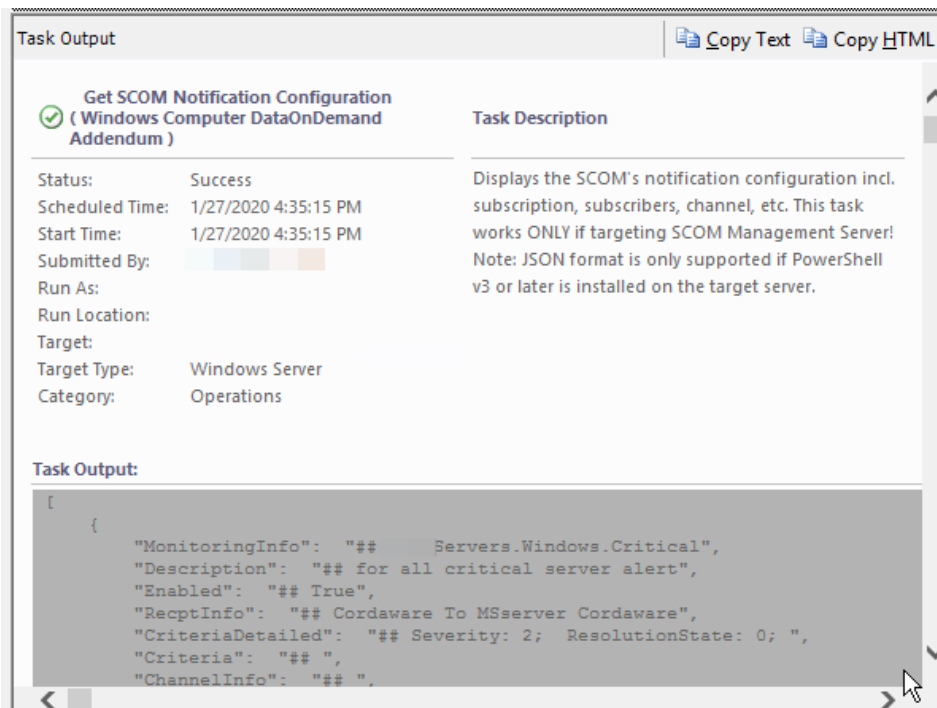 Task Output
Copy Text Copy HTML
Get SCOM Notification Configuration
( Windows Computer DataOnDemand
Addendum )
Task Description
Status: Success
Scheduled Time: 1/27/2020 4:35:15 PM
Start Time: 1/27/2020 4:35:15 PM
Submitted By:
Run As:
Run Location:
Target:
Target Type: Windows Server
Category: Operations
Displays the SCOM's notification configuration incl.
subscription, subscribers, channel, etc. This task
works ONLY if targeting SCOM Management Server!
Note: JSON format is only supported if PowerShell
v3 or later is installed on the target server.
Task Output:
[
{
"MonitoringInfo": "## Servers.Windows.Critical",
"Description": "## for all critical server alert",
"Enabled": "## True",
"RecptInfo": "## Cordaware To MSserver Cordaware",
"CriteriaDetailed": "## Severity: 2; ResolutionState: 0; ",
"Criteria": "## ",
"ChannelInfo": "## ",